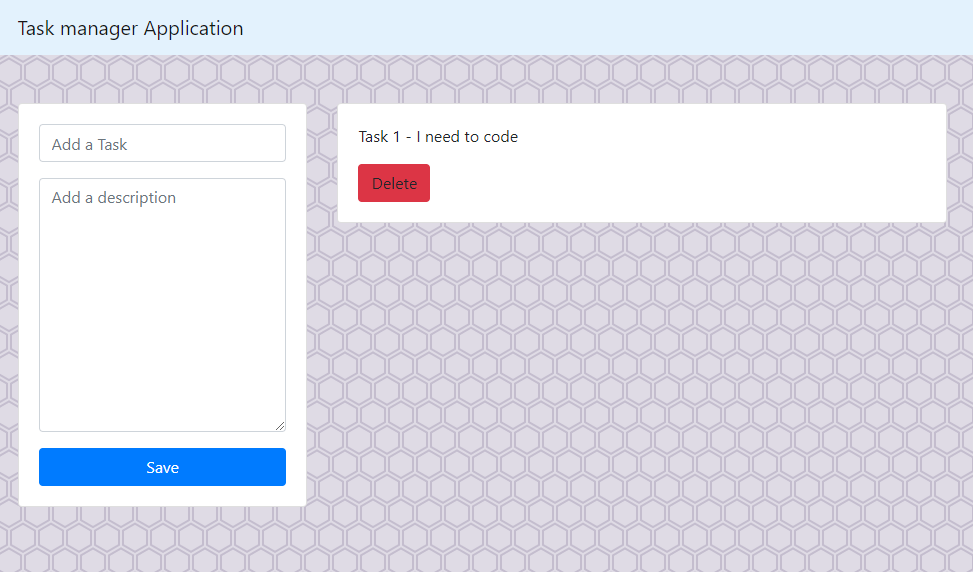 Task manager Application
Add a Task
Add a description
Save
Task 1 - I need to code
Delete